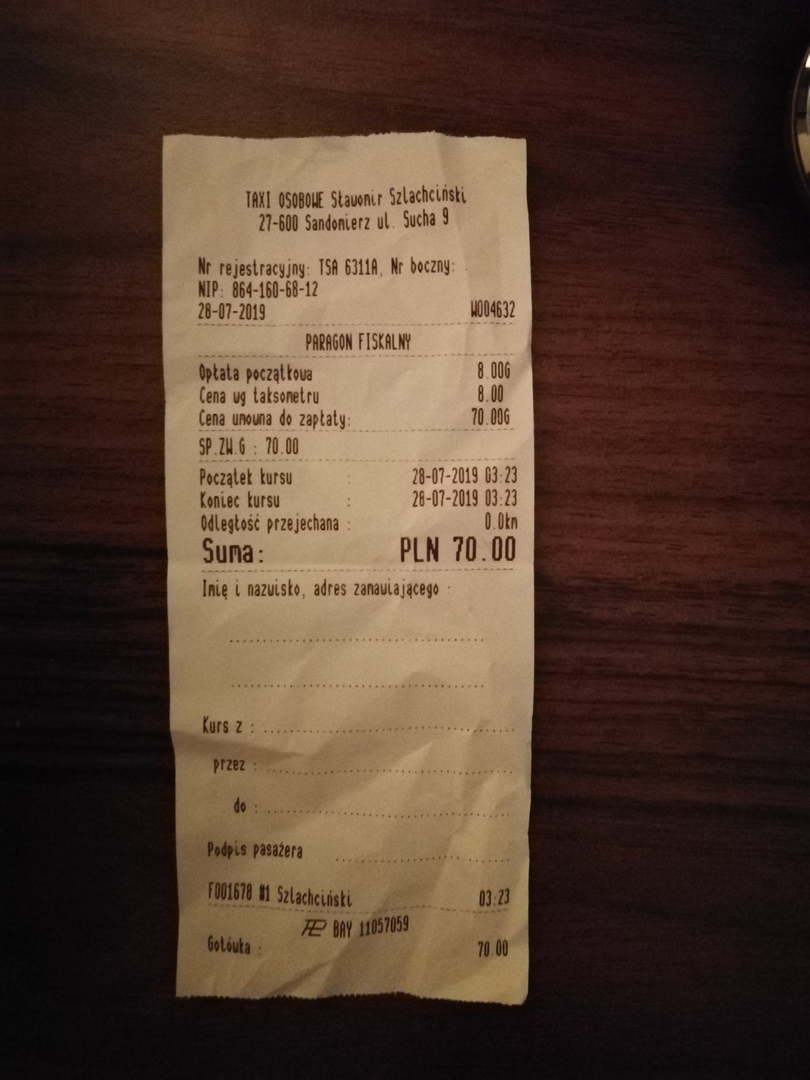 TAXI OSOBOWE Sławomir Szlachciński
27-600 Sandomierz ul. Sucha 9
Nr rejestracyjny: TSA 6311A, Nr boczny:
NIP: 864-160-68-12
28-07-2019 W004632
PARAGON FISKALNY
Opłata początkowa 8.00G
Cena wg taksometru 8.00
Cena umowna do zapłaty: 70.00G
SP.ZW.G : 70.00
Początek kursu : 28-07-2019 03:23
Koniec kursu : 28-07-2019 03:23
Odległość przejechana : 0.0km
Suma: PLN 70.00
Imię i nazwisko, adres zamawiającego :
Kurs z :
przez :
do :
Podpis pasażera
F001678 #1 Szlachciński 03:23
BAY 11057059
Gotówka : 70.00